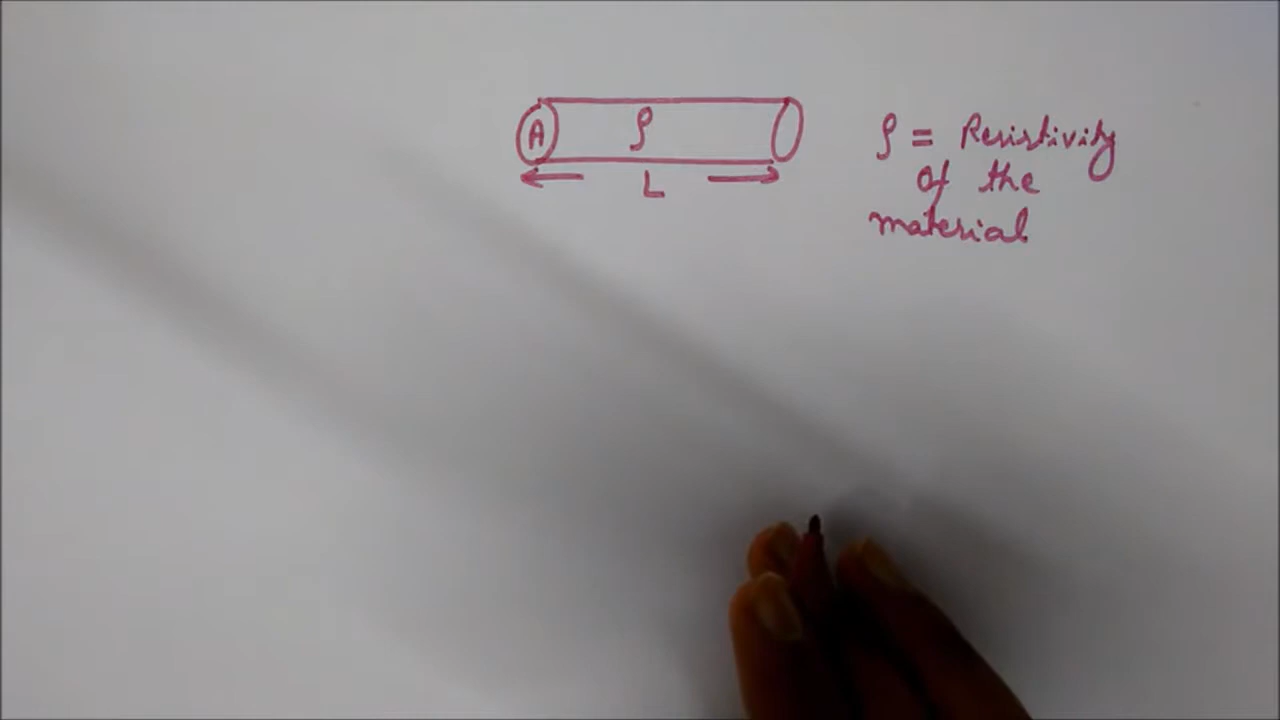 A ρ
L
ρ = Resistivity
of the
material